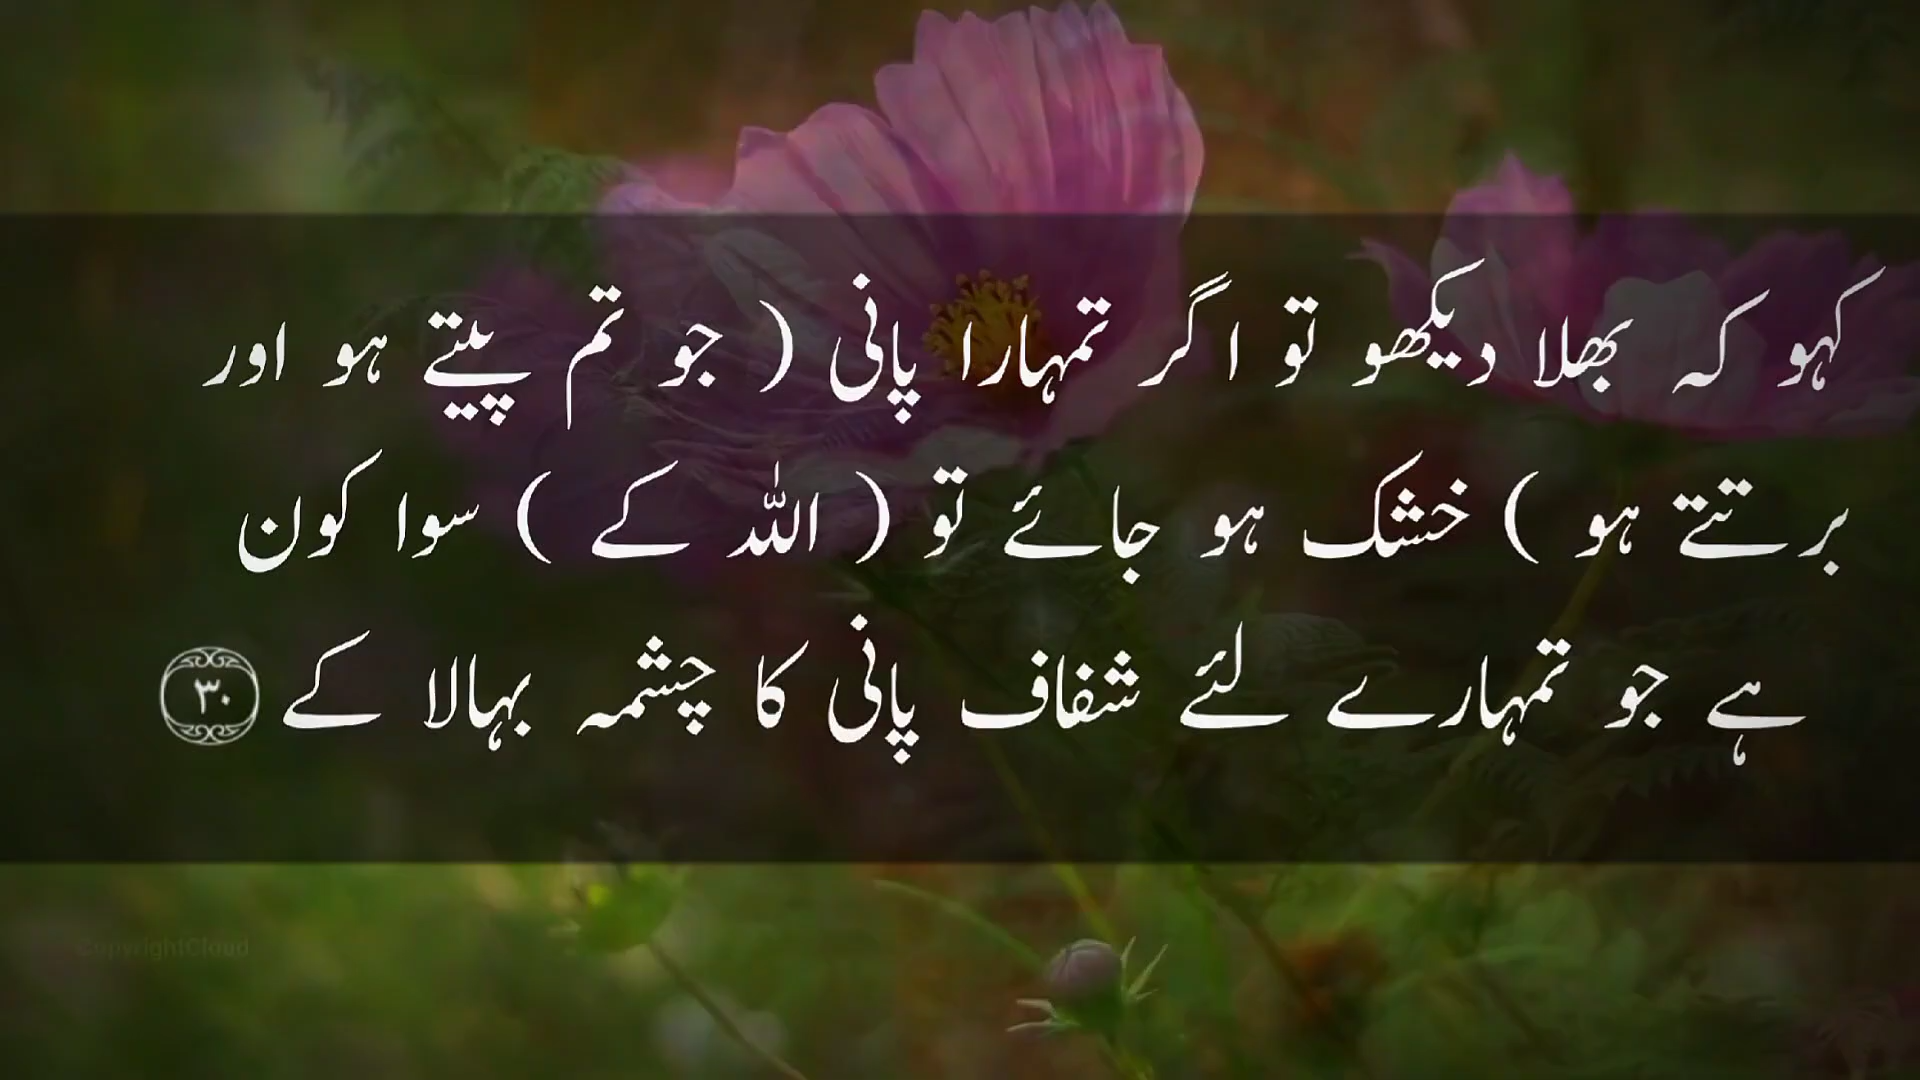 کہو کہ بھلا دیکھو تو اگر تمہارا پانی ( جو تم پیتے ہو اور
برتتے ہو ) خشک ہو جائے تو ( اللہ کے ) سوا کون
ہے جو تمہارے لئے شفاف پانی کا چشمہ بہالا کے ۳۰
CopyrightCloud